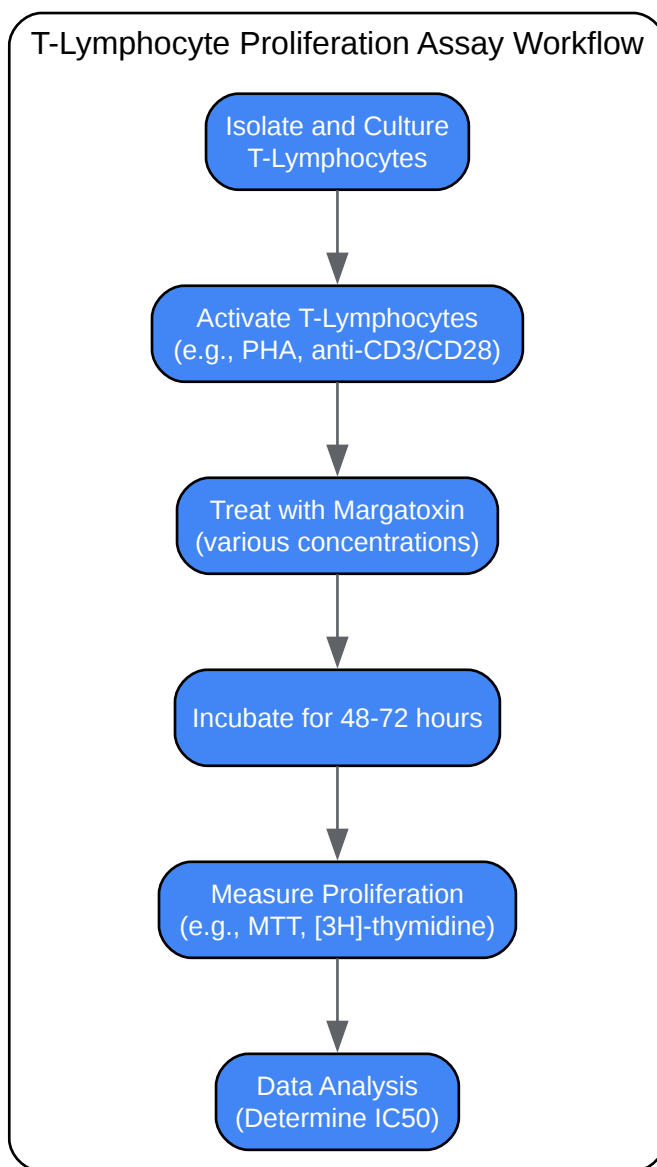 T-Lymphocyte Proliferation Assay Workflow
Isolate and Culture
T-Lymphocytes
Activate T-Lymphocytes
(e.g., PHA, anti-CD3/CD28)
Treat with Margatoxin
(various concentrations)
Incubate for 48-72 hours
Measure Proliferation
(e.g., MTT, [3H]-thymidine)
Data Analysis
(Determine IC50)